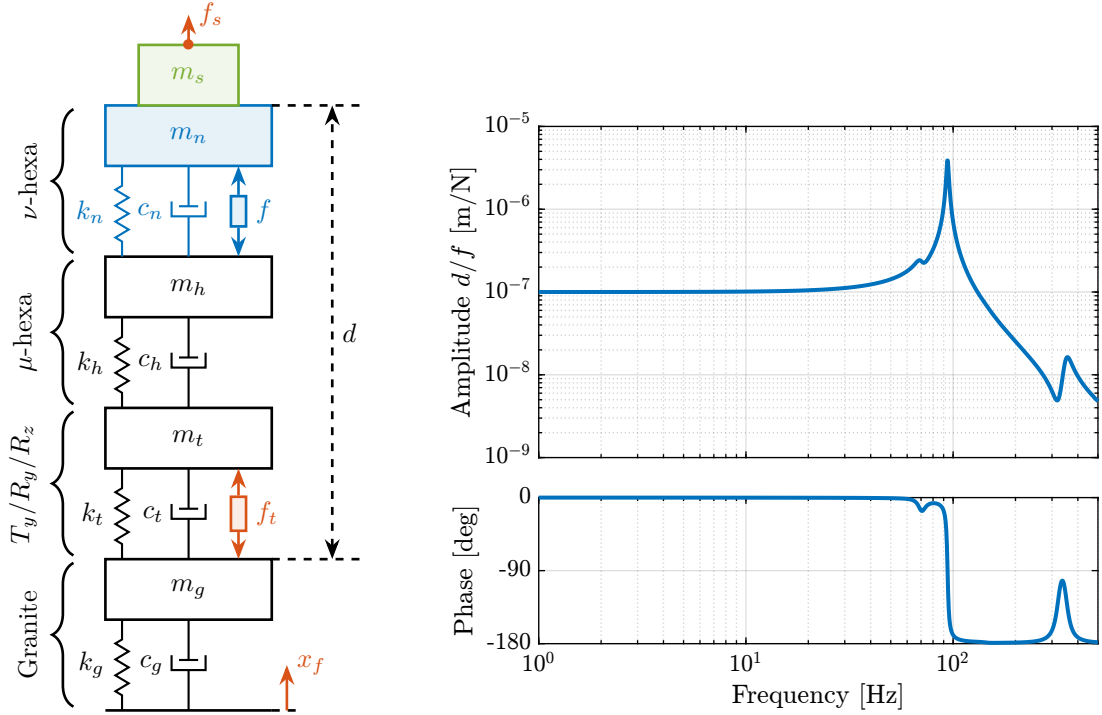 f_s
m_s
m_n
ν-hexa
k_n
c_n
f
m_h
μ-hexa
k_h
c_h
d
m_t
T_y/R_y/R_z
k_t
c_t
f_t
m_g
Granite
k_g
c_g
x_f
Amplitude d/f [m/N]
10^{-5}
10^{-6}
10^{-7}
10^{-8}
10^{-9}
Phase [deg]
0
-90
-180
10^0
10^1
10^2
Frequency [Hz]